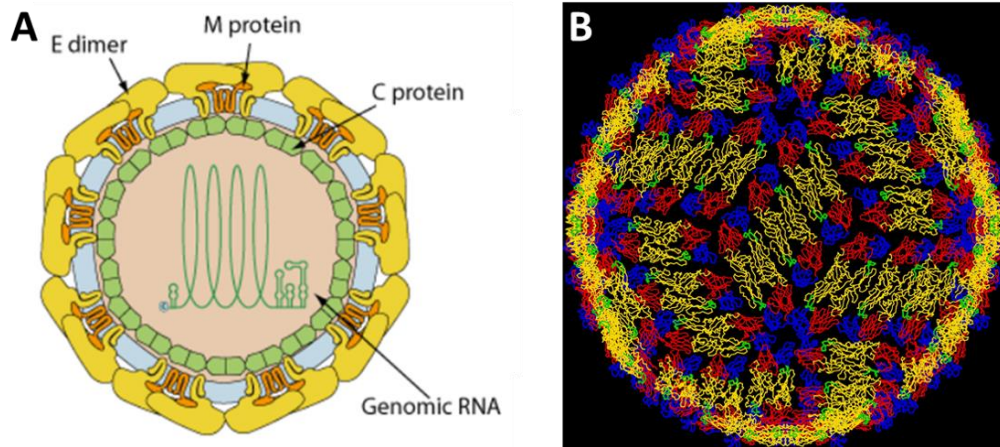 A
M protein
B
E dimer
C protein
Genomic RNA